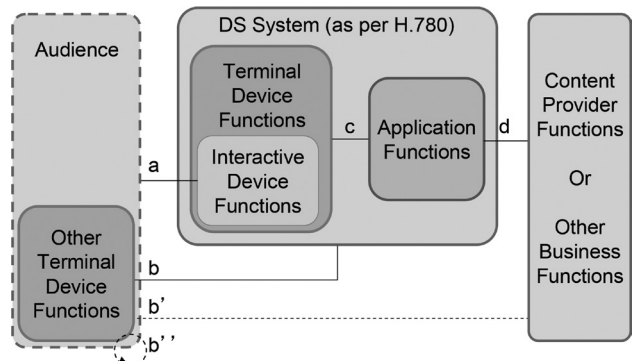 Audience
DS System (as per H.780)
Terminal
Device
Functions
Interactive
Device
Functions
Application
Functions
Content
Provider
Functions
Or
Other
Business
Functions
Other
Terminal
Device
Functions
a
c
d
b
b'
b''